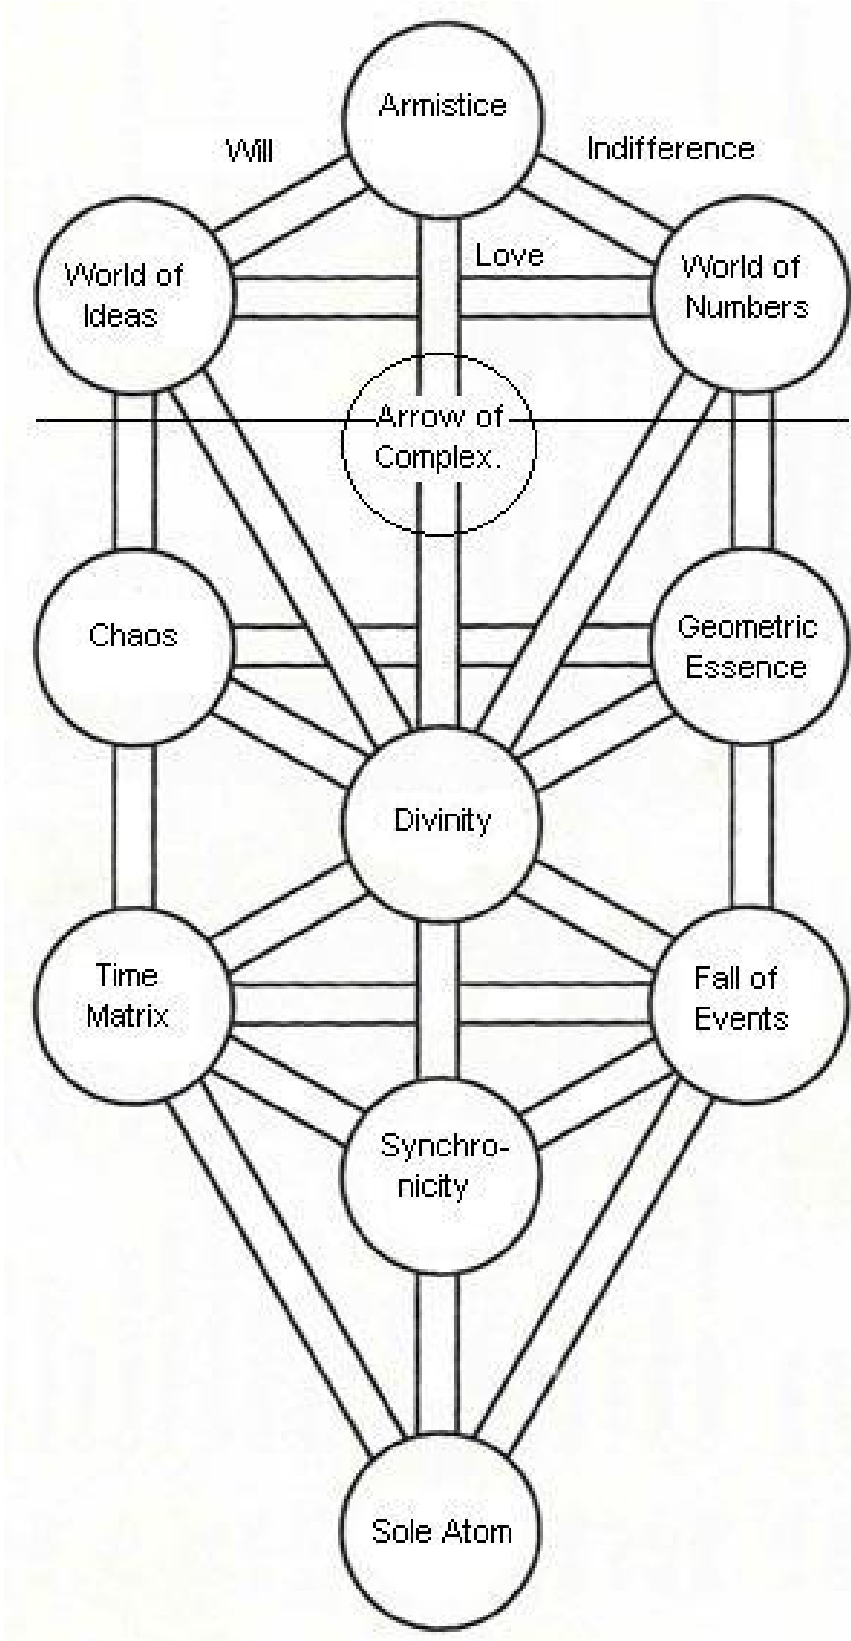 Armistice
Will
Indifference
Love
World of
Ideas
World of
Numbers
Arrow of
Complex.
Chaos
Geometric
Essence
Divinity
Time
Matrix
Fall of
Events
Synchro-
nicity
Sole Atom